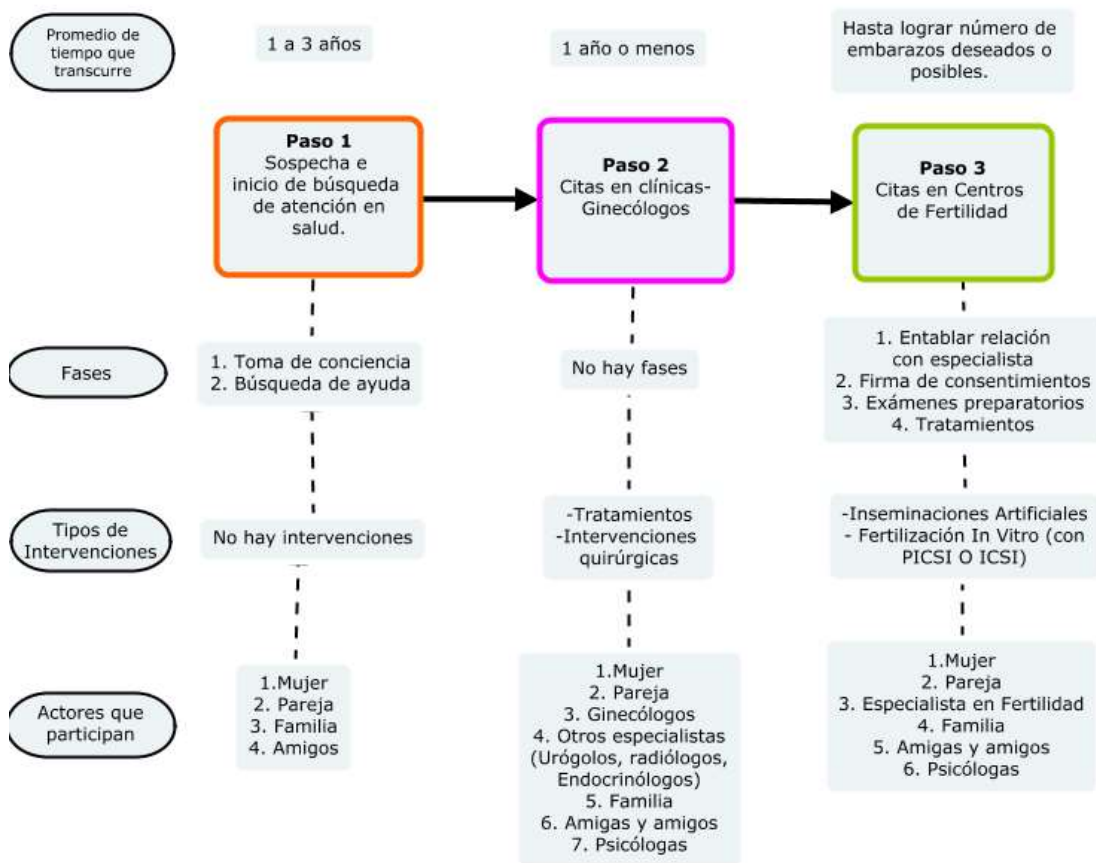 Promedio de
tiempo que
transcurre
1 a 3 años
1 año o menos
Hasta lograr número de
embarazos deseados o
posibles.
Paso 1
Sospecha e
inicio de búsqueda
de atención en
salud.
Paso 2
Citas en clínicas-
Ginecólogos
Paso 3
Citas en Centros
de Fertilidad
Fases
1. Toma de conciencia
2. Búsqueda de ayuda
No hay fases
1. Entablar relación
con especialista
2. Firma de consentimientos
3. Exámenes preparatorios
4. Tratamientos
Tipos de
Intervenciones
No hay intervenciones
-Tratamientos
-Intervenciones
quirúrgicas
-Inseminaciones Artificiales
- Fertilización In Vitro (con
PICSI O ICSI)
Actores que
participan
1.Mujer
2. Pareja
3. Familia
4. Amigos
1.Mujer
2. Pareja
3. Ginecólogos
4. Otros especialistas
(Urógolos, radiólogos,
Endocrinólogos)
5. Familia
6. Amigas y amigos
7. Psicólogas
1.Mujer
2. Pareja
3. Especialista en Fertilidad
4. Familia
5. Amigas y amigos
6. Psicólogas